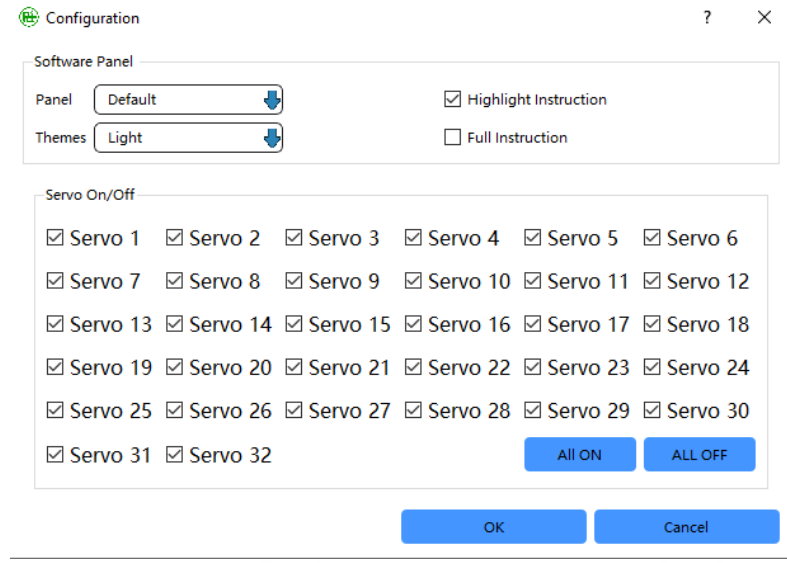 Configuration ?
Software Panel
Panel Default Highlight Instruction
Themes Light Full Instruction
Servo On/Off
Servo 1 Servo 2 Servo 3 Servo 4 Servo 5 Servo 6
Servo 7 Servo 8 Servo 9 Servo 10 Servo 11 Servo 12
Servo 13 Servo 14 Servo 15 Servo 16 Servo 17 Servo 18
Servo 19 Servo 20 Servo 21 Servo 22 Servo 23 Servo 24
Servo 25 Servo 26 Servo 27 Servo 28 Servo 29 Servo 30
Servo 31 Servo 32 All ON ALL OFF
OK Cancel